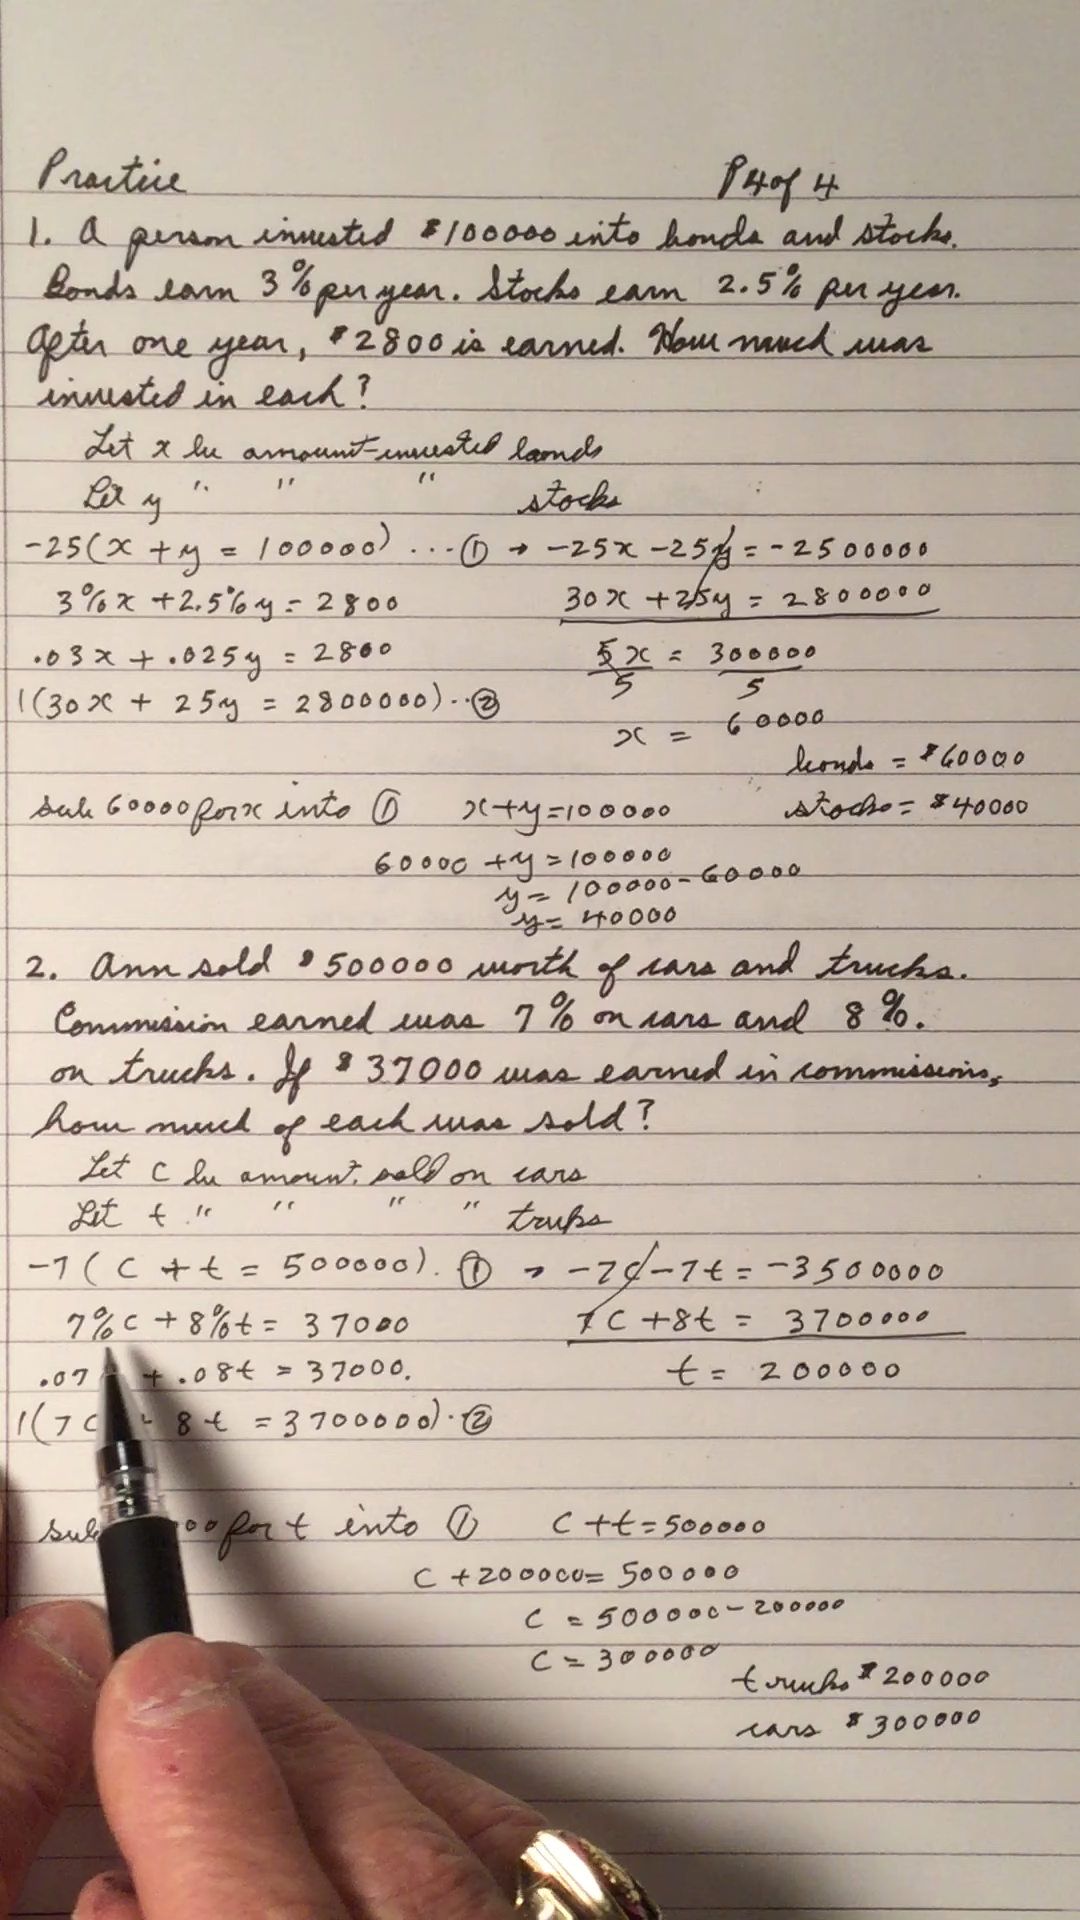 Practice P4 of 4
1. A person invested $100000 into bonds and stocks.
Bonds earn 3% per year. Stocks earn 2.5% per year.
After one year, $2800 is earned. How much was
invested in each?
Let x be amount invested bonds
Let y " " " stocks
-25(x + y = 100000) ... ① → -25x - 25y = -2500000
3%x + 2.5%y = 2800 30x + 25y = 2800000
.03x + .025y = 2800 5x/5 = 300000/5
1(30x + 25y = 2800000) .. ②
x = 60000
bonds = $60000
sub 60000 for x into ① x+y=100000 stocks = $40000
60000 + y = 100000
y = 100000 - 60000
y = 40000
2. Ann sold $500000 worth of cars and trucks.
Commission earned was 7% on cars and 8%.
on trucks. If $37000 was earned in commissions,
how much of each was sold?
Let C be amount sold on cars
Let t " " " " truks
-7(C + t = 500000). ① → -7C - 7t = -3500000
7%C + 8%t = 37000 7C + 8t = 3700000
.07 + .08t = 37000. t = 200000
1(7C 8t = 3700000) . ②
sub 00 for t into ① C + t = 500000
C + 200000 = 500000
C = 500000 - 200000
C = 300000
trucks $200000
cars $300000